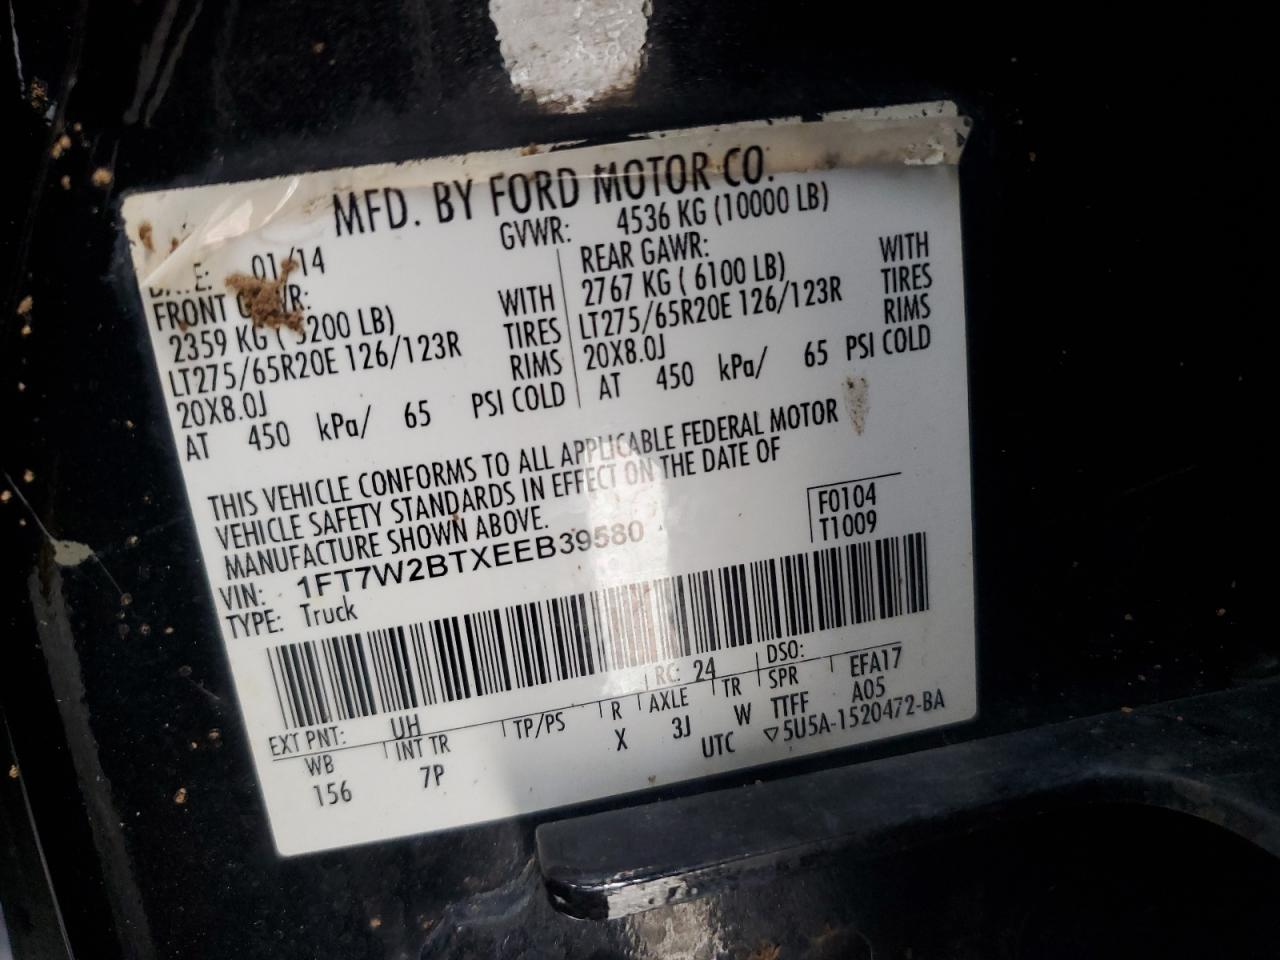 MFD. BY FORD MOTOR CO.
01/14
GVWR: 4536 KG (10000 LB)
FRONT
2359 KG ( 200 LB) WITH
LT275/65R20E 126/123R TIRES
20X8.0J RIMS
AT 450 kPa/ 65 PSI COLD
REAR GAWR:
2767 KG ( 6100 LB) WITH
LT275/65R20E 126/123R TIRES
20X8.0J RIMS
AT 450 kPa/ 65 PSI COLD
THIS VEHICLE CONFORMS TO ALL APPLICABLE FEDERAL MOTOR
VEHICLE SAFETY STANDARDS IN EFFECT ON THE DATE OF
MANUFACTURE SHOWN ABOVE.
VIN: 1FT7W2BTXEEB39580
TYPE: Truck
F0104
T1009
EXT PNT: UH RC: 24 DSO:
WB INT TR TP/PS R AXLE TR SPR EFA17
156 7P X 3J W TTFF A05
UTC ▽5U5A-1520472-BA